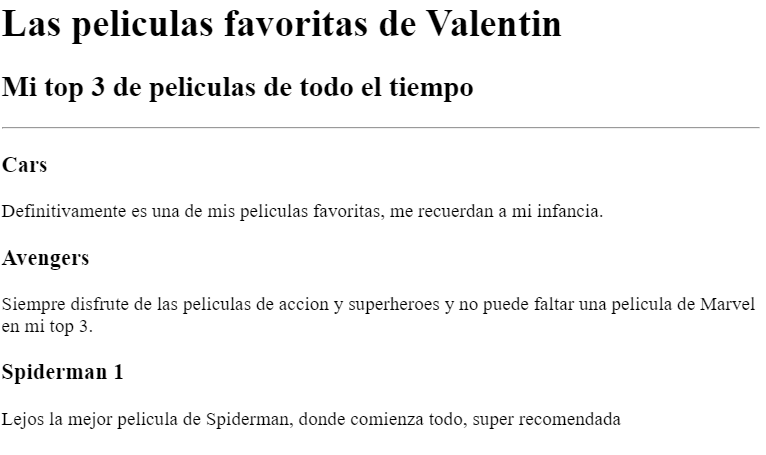 Las peliculas favoritas de Valentin
Mi top 3 de peliculas de todo el tiempo
Cars
Definitivamente es una de mis peliculas favoritas, me recuerdan a mi infancia.
Avengers
Siempre disfrute de las peliculas de accion y superheroes y no puede faltar una pelicula de Marvel
en mi top 3.
Spiderman 1
Lejos la mejor pelicula de Spiderman, donde comienza todo, super recomendada